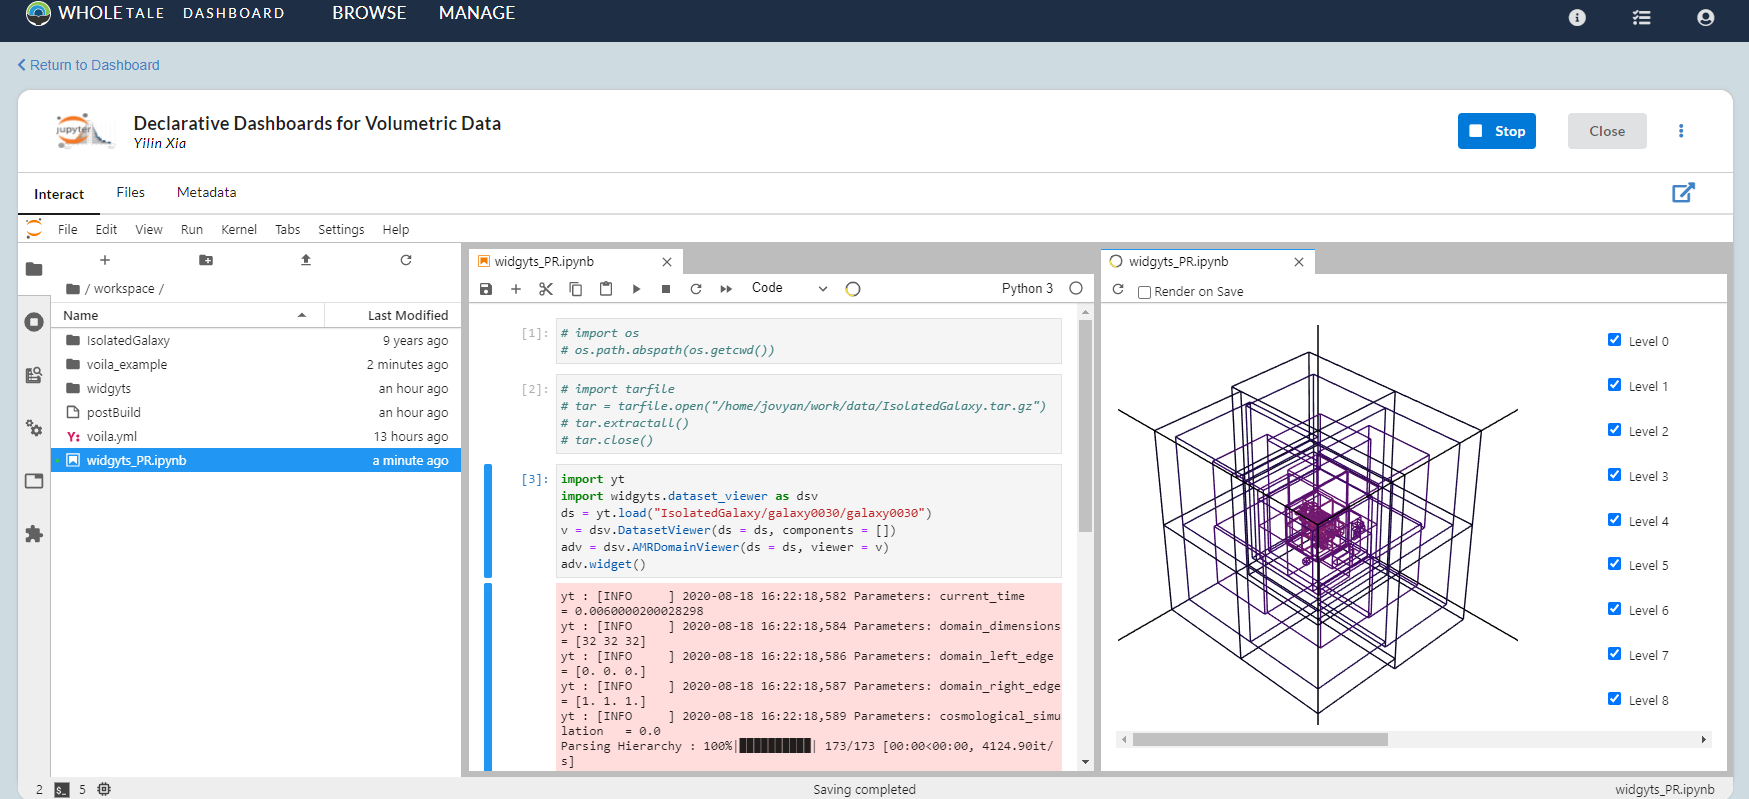 WHOLETALE DASHBOARD BROWSE MANAGE
Return to Dashboard
jupyter
Declarative Dashboards for Volumetric Data
Yilin Xia
Stop
Close
Interact Files Metadata
File Edit View Run Kernel Tabs Settings Help
/ workspace /
Name Last Modified
IsolatedGalaxy 9 years ago
voila_example 2 minutes ago
widgyts an hour ago
postBuild an hour ago
Y: voila.yml 13 hours ago
widgyts_PR.ipynb a minute ago
widgyts_PR.ipynb
Code Python 3
[1]: # import os
# os.path.abspath(os.getcwd())
[2]: # import tarfile
# tar = tarfile.open("/home/jovyan/work/data/IsolatedGalaxy.tar.gz")
# tar.extractall()
# tar.close()
[3]: import yt
import widgyts.dataset_viewer as dsv
ds = yt.load("IsolatedGalaxy/galaxy0030/galaxy0030")
v = dsv.DatasetViewer(ds = ds, components = [])
adv = dsv.AMRDomainViewer(ds = ds, viewer = v)
adv.widget()
yt : [INFO     ] 2020-08-18 16:22:18,582 Parameters: current_time
= 0.0060000200028298
yt : [INFO     ] 2020-08-18 16:22:18,584 Parameters: domain_dimensions
= [32 32 32]
yt : [INFO     ] 2020-08-18 16:22:18,586 Parameters: domain_left_edge
= [0. 0. 0.]
yt : [INFO     ] 2020-08-18 16:22:18,587 Parameters: domain_right_edge
= [1. 1. 1.]
yt : [INFO     ] 2020-08-18 16:22:18,589 Parameters: cosmological_simu
lation   = 0.0
Parsing Hierarchy : 100%|██████████| 173/173 [00:00<00:00, 4124.90it/
s]
widgyts_PR.ipynb
Render on Save
Level 0
Level 1
Level 2
Level 3
Level 4
Level 5
Level 6
Level 7
Level 8
2 $_ 5 Saving completed widgyts_PR.ipynb